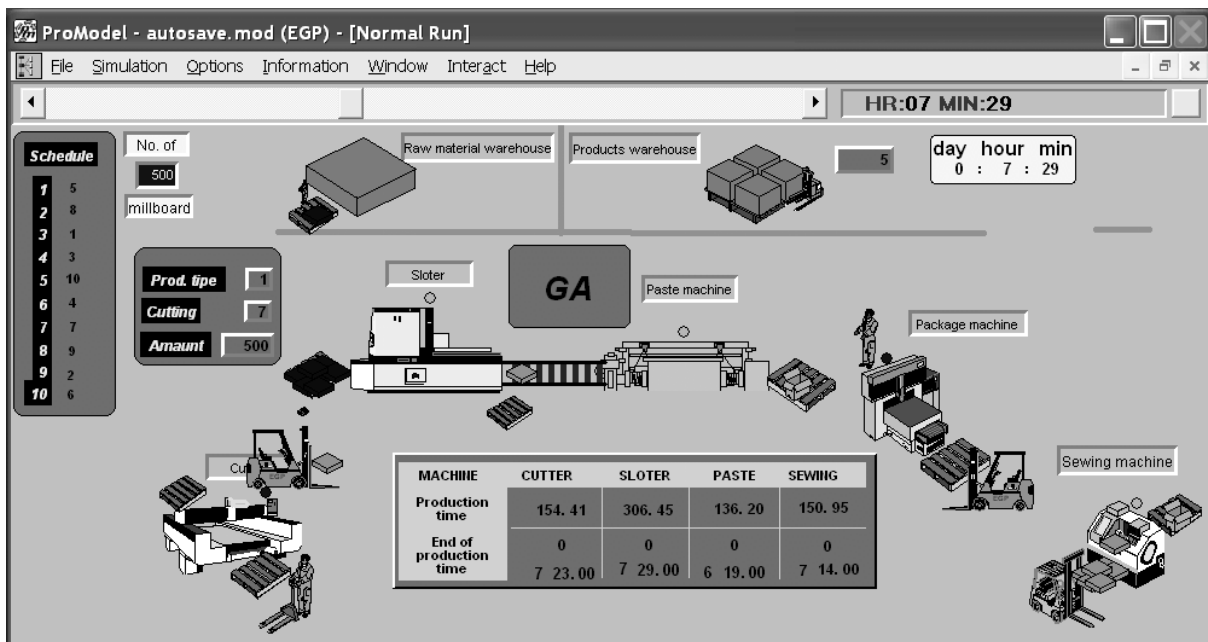 ProModel - autosave.mod (EGP) - [Normal Run]
File Simulation Options Information Window Interact Help
HR:07 MIN:29
Schedule
1 5
2 8
3 1
4 3
5 10
6 4
7 7
8 9
9 2
10 6
No. of
500
millboard
Raw material warehouse
Products warehouse
5
day hour min
0 : 7 : 29
Prod. tipe 1
Cutting 7
Amaunt 500
Sloter
GA
Paste machine
Package machine
Cu
EGP
EGP
Sewing machine
MACHINE CUTTER SLOTER PASTE SEWING
Production
time 154. 41 306. 45 136. 20 150. 95
End of
production
time
0 0 0 0
7 23.00 7 29.00 6 19.00 7 14.00